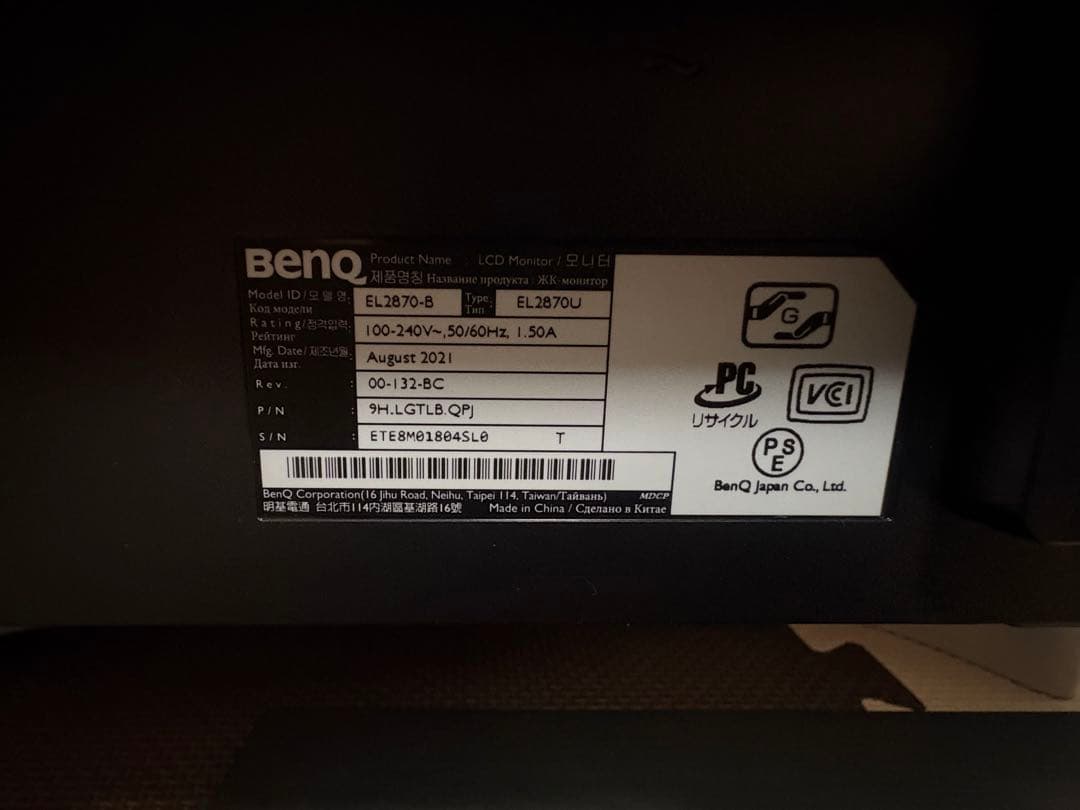 BenQ
Product Name : LCD Monitor / 모니터
제품명칭 Название продукта : ЖК-монитор
Model ID/모델명: EL2870-B Type: EL2870U
Код модели Тип:
Rating/정격입력: 100-240V~,50/60Hz, 1.50A
Рейтинг
Mfg. Date/제조년월: August 2021
Дата изг.
Rev. : 00-132-BC
P/N : 9H.LGTLB.QPJ
S/N : ETE8M01804SL0 T
BenQ Corporation(16 Jihu Road, Neihu, Taipei 114, Taiwan/Тайвань) MDCP
明基電通 台北市114内湖區基湖路16號 Made in China / Сделано в Китае
G
PC
リサイクル
VCCI
PSE
BenQ Japan Co., Ltd.